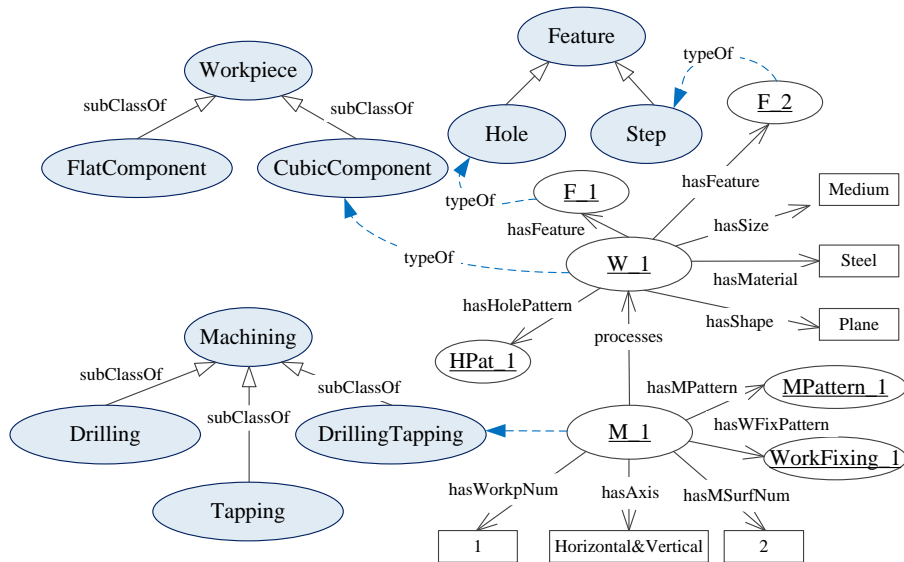 Feature
typeOf
Workpiece
F_2
subClassOf
subClassOf
Hole
Step
FlatComponent
CubicComponent
hasFeature
Medium
typeOf
F_1
hasFeature
hasSize
typeOf
W_1
Steel
hasMaterial
hasHolePattern
hasShape
Plane
Machining
processes
HPat_1
subClassOf
subClassOf
hasMPattern
MPattern_1
subClassOf
hasWFixPattern
Drilling
DrillingTapping
M_1
WorkFixing_1
hasWorkpNum
hasAxis
hasMSurfNum
Tapping
1
Horizontal&Vertical
2